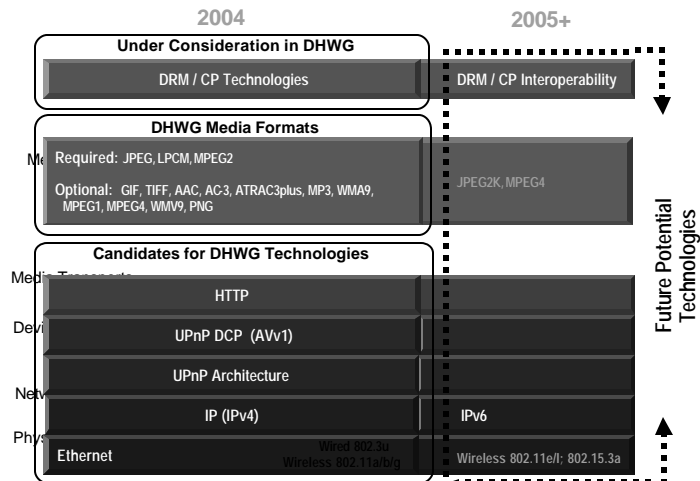 2004
2005+
Under Consideration in DHWG
DRM / CP Technologies
DRM / CP Interoperability
DHWG Media Formats
Required: JPEG, LPCM, MPEG2
Optional: GIF, TIFF, AAC, AC-3, ATRAC3plus, MP3, WMA9,
MPEG1, MPEG4, WMV9, PNG
JPEG2K, MPEG4
Candidates for DHWG Technologies
HTTP
UPnP DCP (AVv1)
UPnP Architecture
IP (IPv4)
IPv6
Ethernet
Wired 802.3u
Wireless 802.11a/b/g
Wireless 802.11e/I; 802.15.3a
Future Potential
Technologies